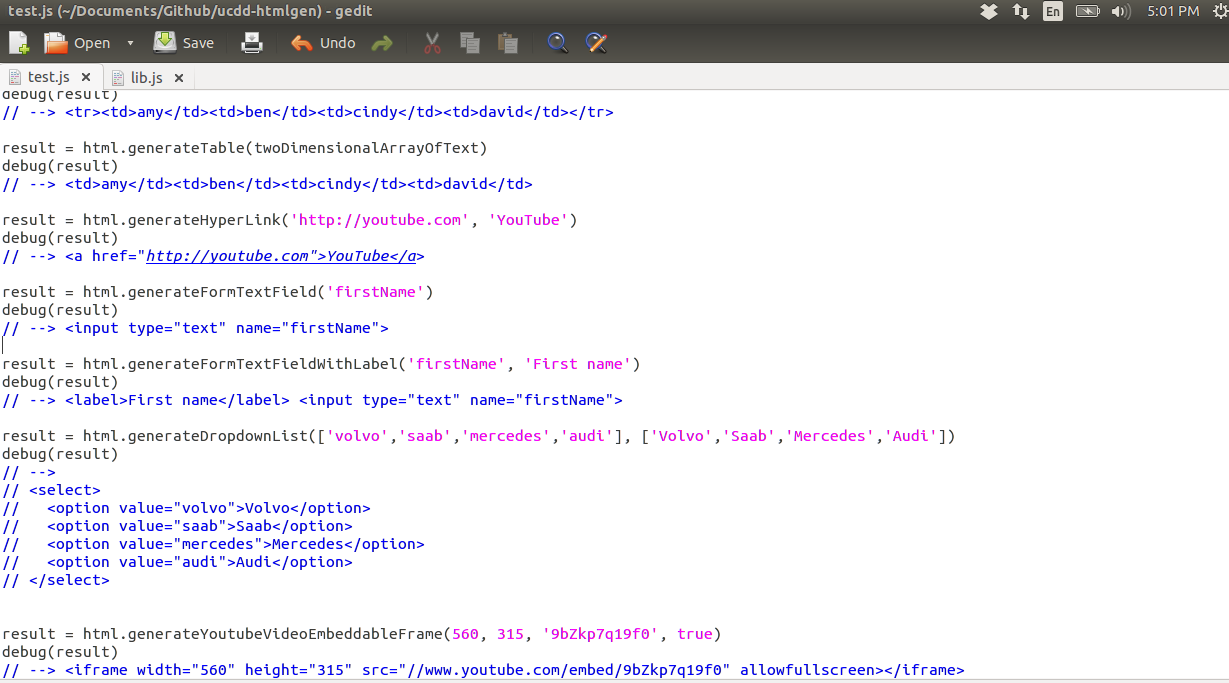 test.js (~/Documents/Github/ucdd-htmlgen) - gedit
En
5:01 PM
Open
Save
Undo
test.js
lib.js
debug(result)
// --> <tr><td>amy</td><td>ben</td><td>cindy</td><td>david</td></tr>
result = html.generateTable(twoDimensionalArrayOfText)
debug(result)
// --> <td>amy</td><td>ben</td><td>cindy</td><td>david</td>
result = html.generateHyperLink('http://youtube.com', 'YouTube')
debug(result)
// --> <a href="http://youtube.com">YouTube</a>
result = html.generateFormTextField('firstName')
debug(result)
// --> <input type="text" name="firstName">
result = html.generateFormTextFieldWithLabel('firstName', 'First name')
debug(result)
// --> <label>First name</label> <input type="text" name="firstName">
result = html.generateDropdownList(['volvo','saab','mercedes','audi'], ['Volvo','Saab','Mercedes','Audi'])
debug(result)
// -->
// <select>
//   <option value="volvo">Volvo</option>
//   <option value="saab">Saab</option>
//   <option value="mercedes">Mercedes</option>
//   <option value="audi">Audi</option>
// </select>
result = html.generateYoutubeVideoEmbeddableFrame(560, 315, '9bZkp7q19f0', true)
debug(result)
// --> <iframe width="560" height="315" src="//www.youtube.com/embed/9bZkp7q19f0" allowfullscreen></iframe>